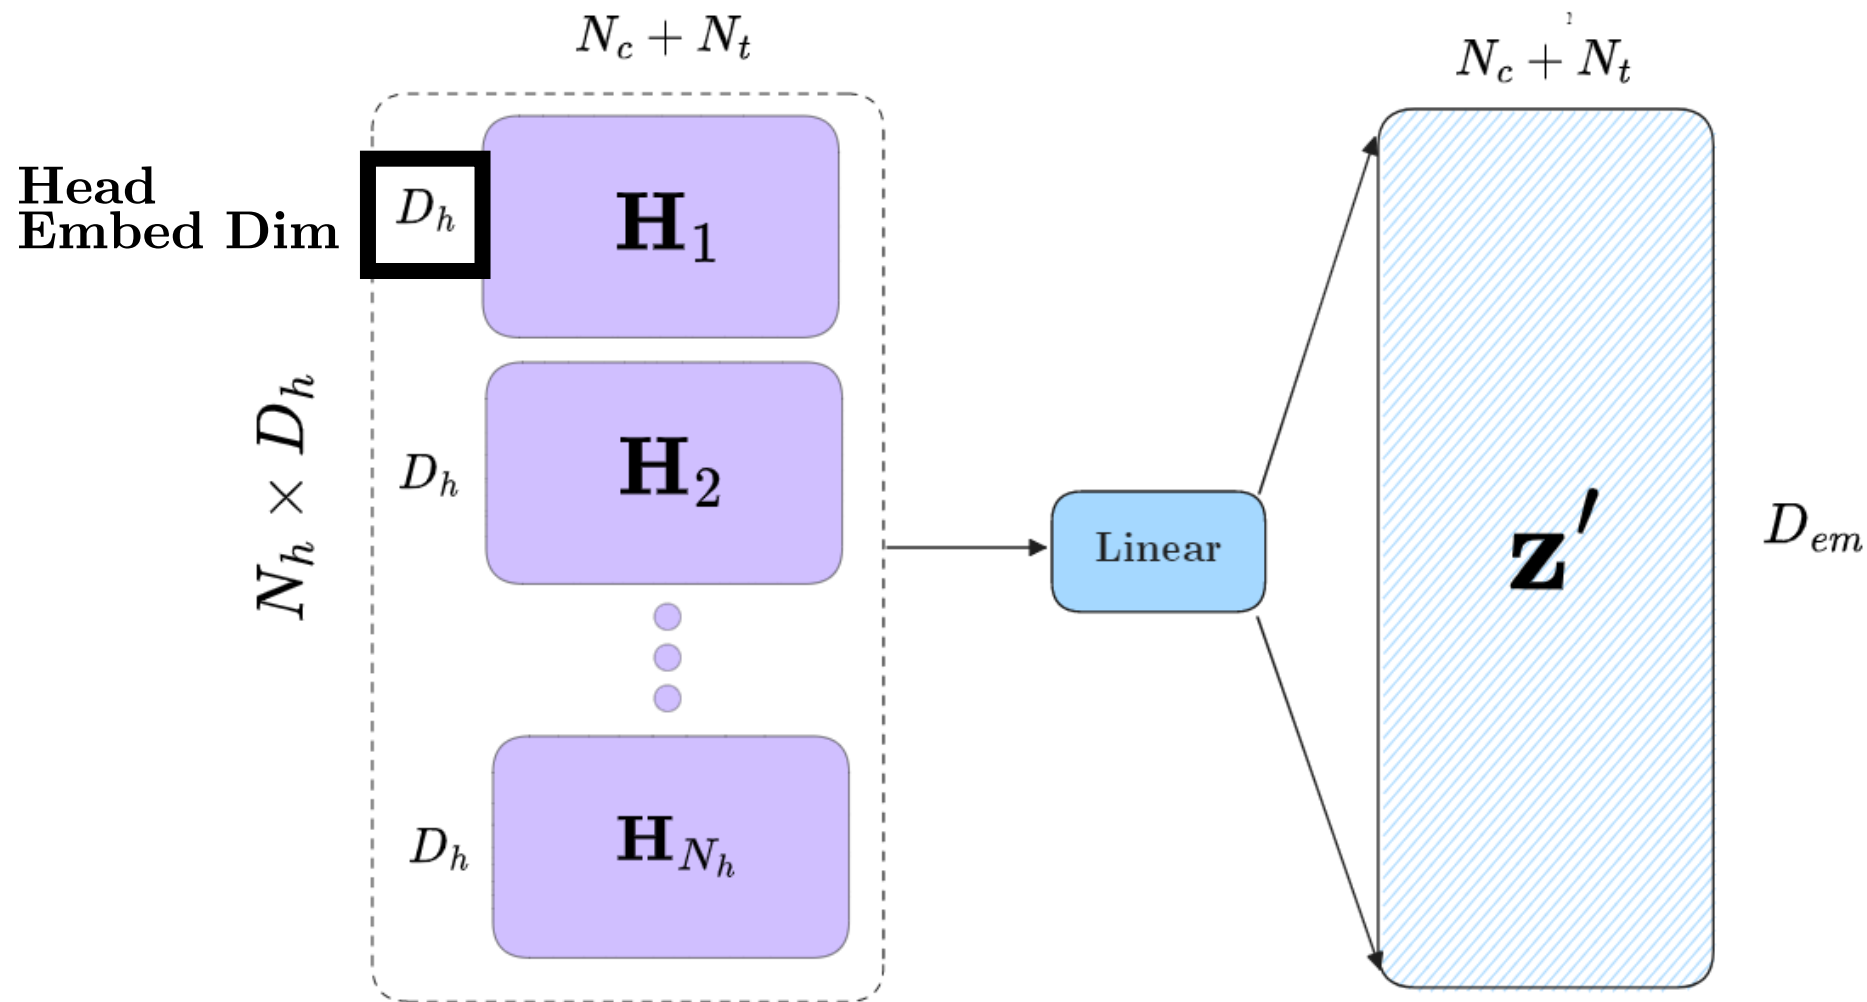 N_c + N_t
N_c + N_t
Head
Embed Dim
D_h
H_1
N_h × D_h
D_h
H_2
Linear
z′
D_em
D_h
H_{N_h}